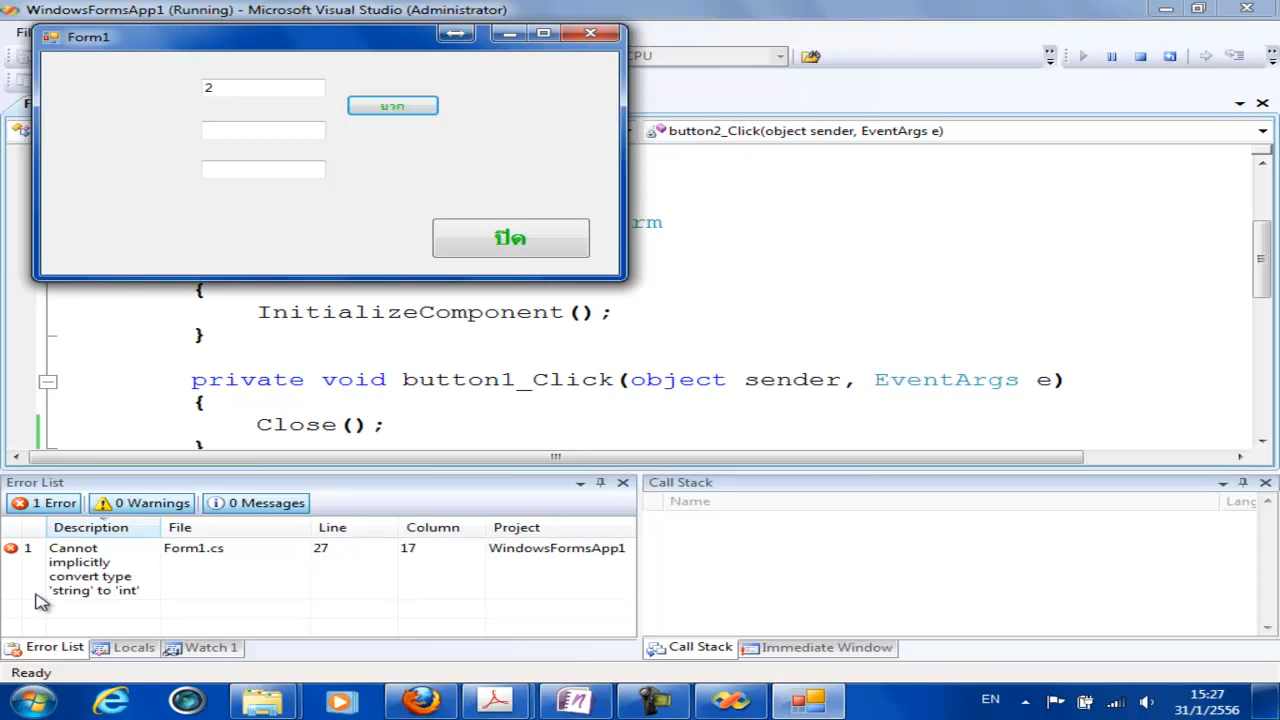 WindowsFormsApp1 (Running) - Microsoft Visual Studio (Administrator)
Form1
2
บวก
ปิด
button2_Click(object sender, EventArgs e)
rm
{
InitializeComponent();
}
private void button1_Click(object sender, EventArgs e)
{
Close();
}
Error List
1 Error
0 Warnings
0 Messages
Description File Line Column Project
1 Cannot implicitly convert type 'string' to 'int' Form1.cs 27 17 WindowsFormsApp1
Call Stack
Name
Lang
Error List Locals Watch 1
Call Stack Immediate Window
Ready
EN
15:27
31/1/2556